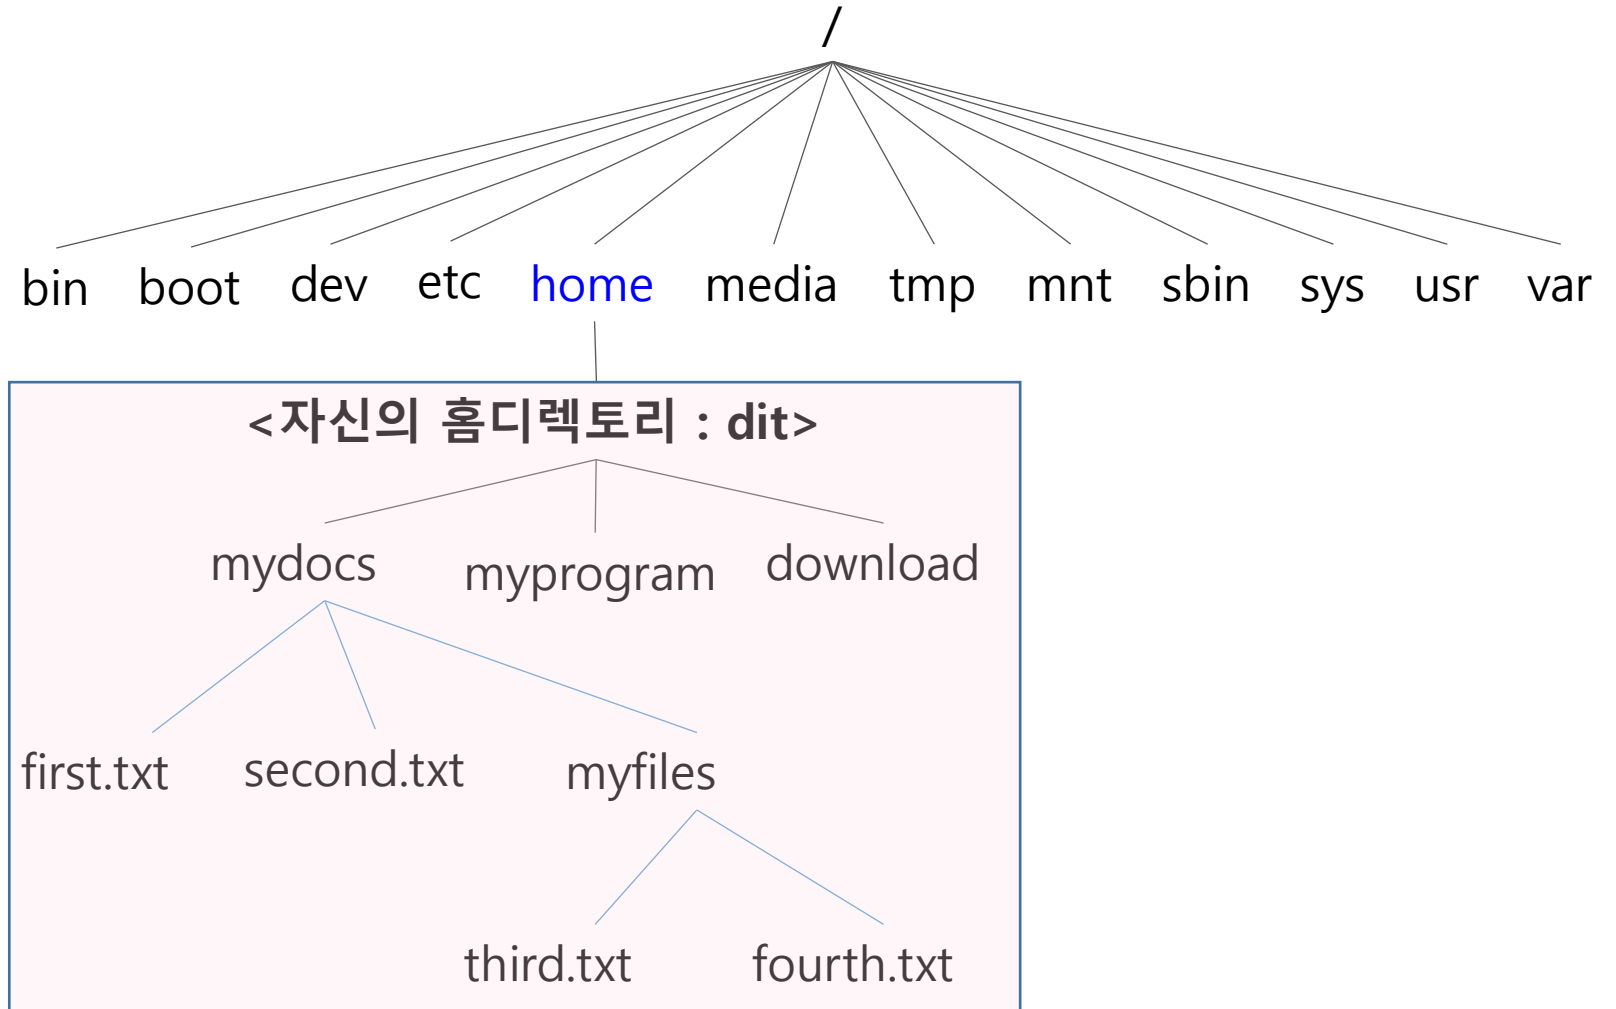 /
bin boot dev etc home media tmp mnt sbin sys usr var
<자신의 홈디렉토리 : dit>
mydocs myprogram download
first.txt second.txt myfiles
third.txt fourth.txt